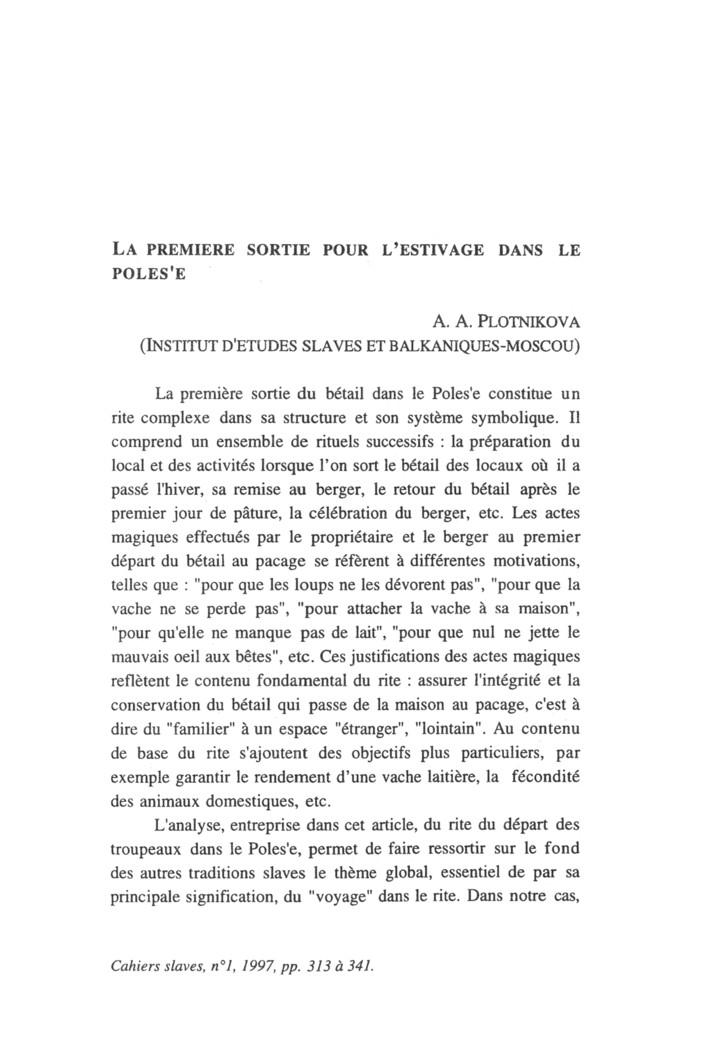 LA PREMIERE SORTIE POUR L'ESTIVAGE DANS LE
POLES'E
A. A. PLOTNIKOVA
(INSTITUT D'ETUDES SLAVES ET BALKANIQUES-MOSCOU)
La première sortie du bétail dans le Poles'e constitue un
rite complexe dans sa structure et son système symbolique. Il
comprend un ensemble de rituels successifs : la préparation du
local et des activités lorsque l'on sort le bétail des locaux où il a
passé l'hiver, sa remise au berger, le retour du bétail après le
premier jour de pâture, la célébration du berger, etc. Les actes
magiques effectués par le propriétaire et le berger au premier
départ du bétail au pacage se réfèrent à différentes motivations,
telles que : "pour que les loups ne les dévorent pas", "pour que la
vache ne se perde pas", "pour attacher la vache à sa maison",
"pour qu'elle ne manque pas de lait", "pour que nul ne jette le
mauvais oeil aux bêtes", etc. Ces justifications des actes magiques
reflètent le contenu fondamental du rite : assurer l'intégrité et la
conservation du bétail qui passe de la maison au pacage, c'est à
dire du "familier" à un espace "étranger", "lointain". Au contenu
de base du rite s'ajoutent des objectifs plus particuliers, par
exemple garantir le rendement d'une vache laitière, la fécondité
des animaux domestiques, etc.
L'analyse, entreprise dans cet article, du rite du départ des
troupeaux dans le Poles'e, permet de faire ressortir sur le fond
des autres traditions slaves le thème global, essentiel de par sa
principale signification, du "voyage" dans le rite. Dans notre cas,
Cahiers slaves, n°1, 1997, pp. 313 à 341.